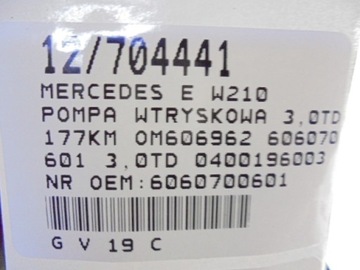 12/704441
MERCEDES E W210
POMPA WTRYSKOWA 3,0TD
177KM OM606962 606070
601 3,0TD 0400196003
NR OEM:6060700601
G V 19 C